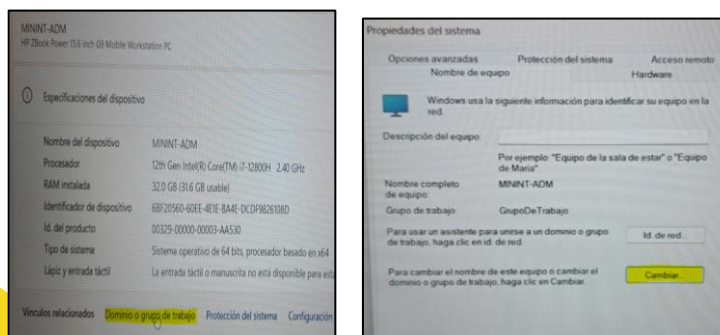 MININT-ADM
HP ZBook Power 15.6 inch G9 Mobile Workstation PC
Especificaciones del dispositivo
Nombre del dispositivo MININT-ADM
Procesador 12th Gen Intel(R) Core(TM) i7-12800H 2.40 GHz
RAM instalada 32.0 GB (31.6 GB usable)
Identificador de dispositivo 6BF20560-60EE-4E1E-BA4E-DCDF9826108D
Id. del producto 00329-00000-00003-AA530
Tipo de sistema Sistema operativo de 64 bits, procesador basado en x64
Lápiz y entrada táctil La entrada táctil o manuscrita no está disponible para esta
Vínculos relacionados Dominio o grupo de trabajo Protección del sistema Configuración
Propiedades del sistema
Opciones avanzadas Protección del sistema Acceso remoto
Nombre de equipo Hardware
Windows usa la siguiente información para identificar su equipo en la
red.
Descripción del equipo:
Por ejemplo: "Equipo de la sala de estar" o "Equipo
de María".
Nombre completo MININT-ADM
de equipo:
Grupo de trabajo: GrupoDeTrabajo
Para usar un asistente para unirse a un dominio o grupo
de trabajo, haga clic en id. de red.
Id. de red...
Para cambiar el nombre de este equipo o cambiar el
dominio o grupo de trabajo, haga clic en Cambiar.
Cambiar...